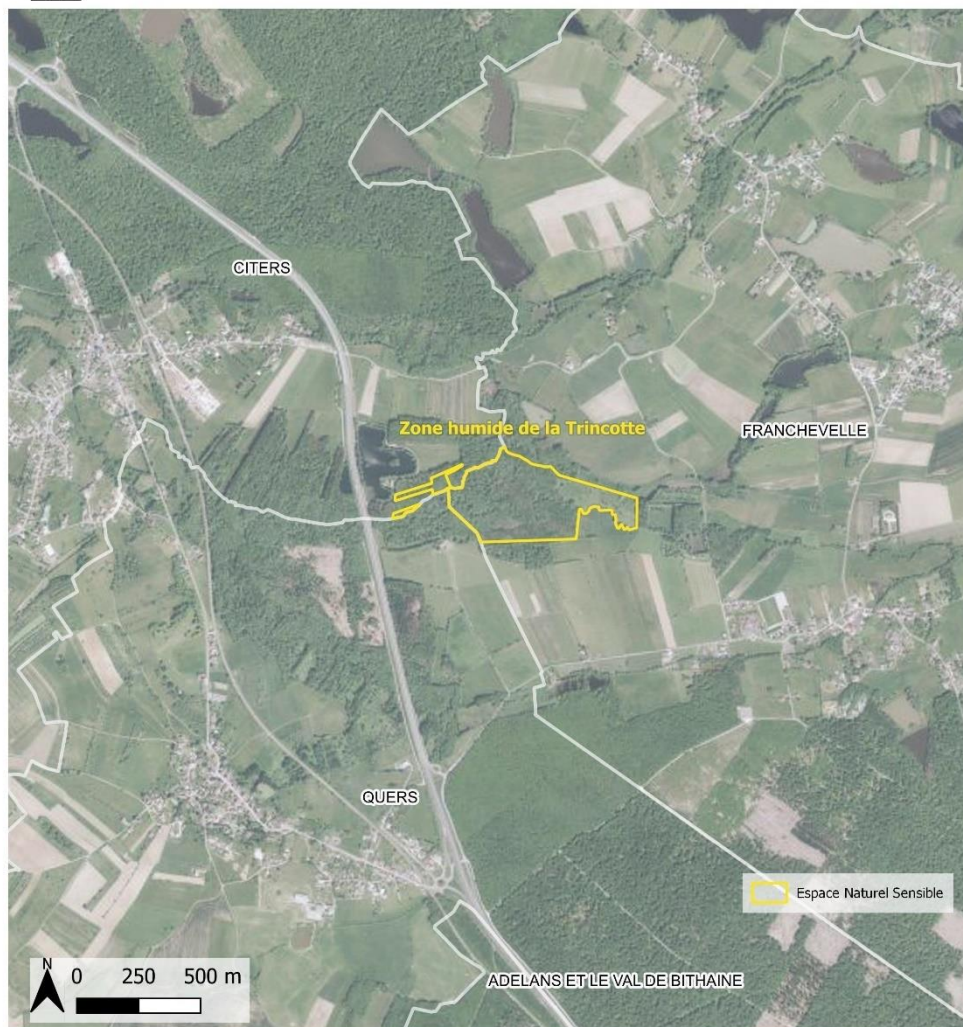 CITERS
Zone humide de la Trincotte
FRANCHEVELLE
QUERS
Espace Naturel Sensible
N
0 250 500 m
ADELANS ET LE VAL DE BITHAINE